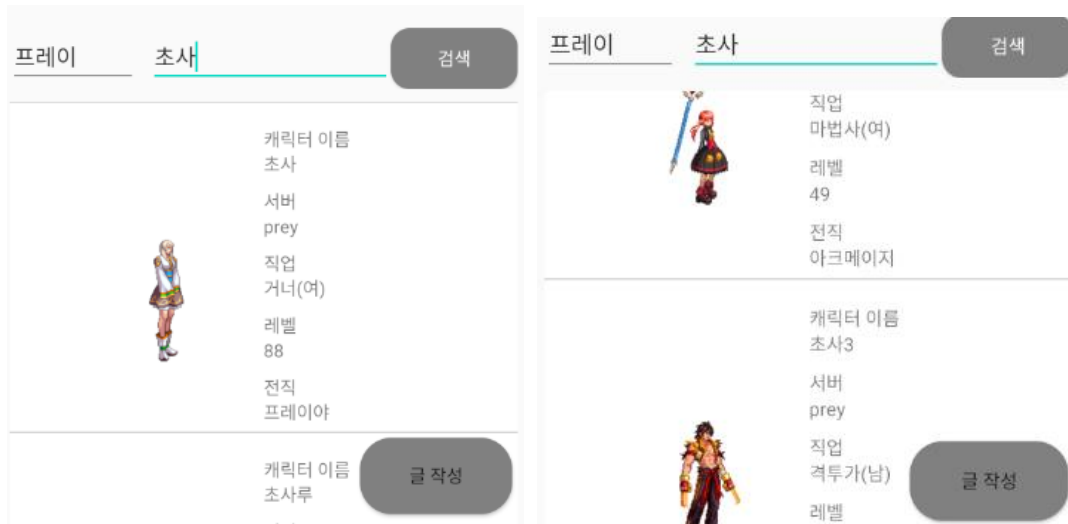 프레이
초사
검색
캐릭터 이름
초사
서버
prey
직업
거너(여)
레벨
88
전직
프레이야
캐릭터 이름
초사루
글 작성
프레이
초사
검색
직업
마법사(여)
레벨
49
전직
아크메이지
캐릭터 이름
초사3
서버
prey
직업
격투가(남)
레벨
글 작성